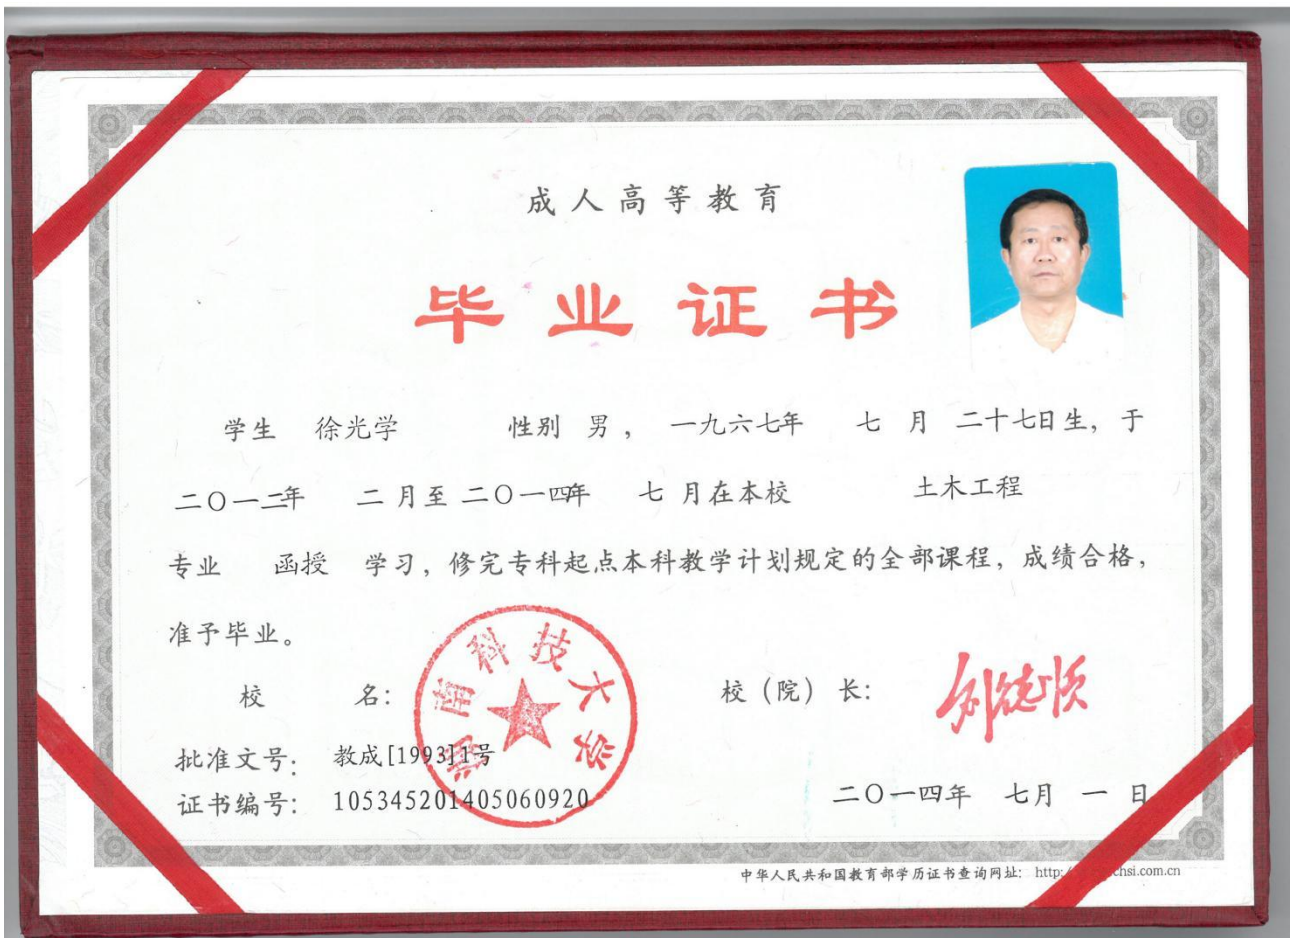 成人高等教育
毕业证书
学生 徐光学 性别 男， 一九六七年 七 月 二十七日生，于
二〇一二年 二 月至 二〇一四年 七 月在本校 土木工程
专业 函授 学习，修完专科起点本科教学计划规定的全部课程，成绩合格，
准予毕业。
湖南科技大学
校 名： 校（院）长：
批准文号： 教成[1993]1号
证书编号： 105345201405060920
二〇一四年 七月 一 日
中华人民共和国教育部学历证书查询网址： http:/ chsi.com.cn